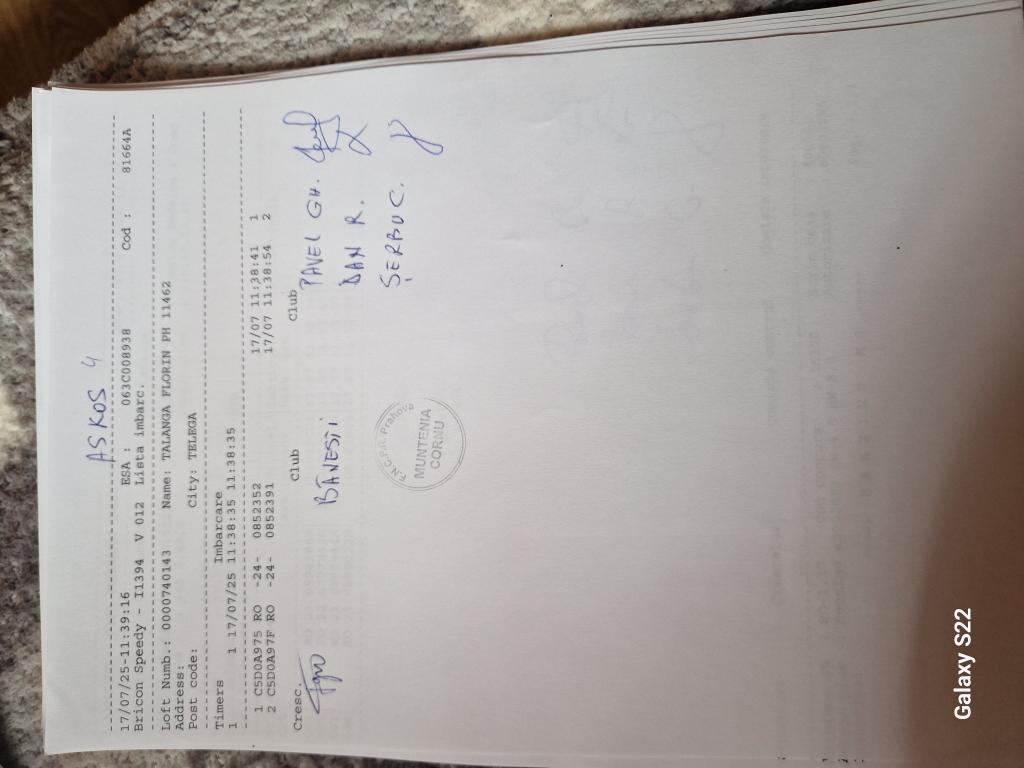 ASKOS 4
--------------------------------------------------------------------
17/07/25-11:39:16 ESA : 063C008938 Cod : 81664A
Bricon Speedy - I1394 V 012 Lista imbarc.
--------------------------------------------------------------------
Loft Numb.: 0000740143 Name: TALANGA FLORIN PH 11462
Address:
Post code: City: TELEGA
--------------------------------------------------------------------
Timers Imbarcare
1 1 17/07/25 11:38:35 11:38:35
--------------------------------------------------------------------
1 C5D0A975 RO -24- 0852352 17/07 11:38:41 1
2 C5D0A97F RO -24- 0852391 17/07 11:38:54 2
Cresc. Club Club
BĂNEȘTI PAVEL GH.
DAN R.
ȘERBU C.
F.N.C.P.R. Prahova
MUNTENIA
CORNU
Galaxy S22